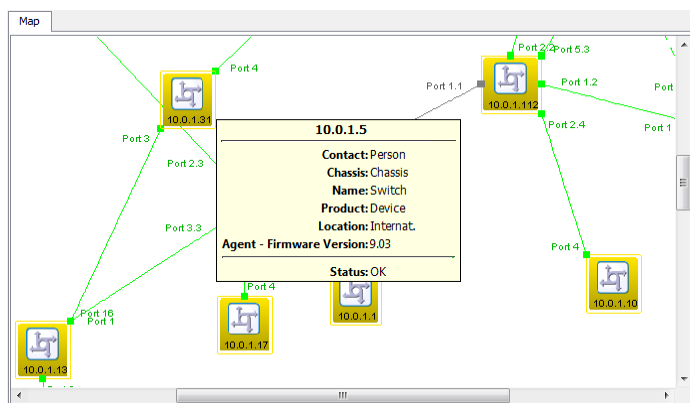 Map
Port 4
Port 2.2
Port 5.3
Port 1.1
Port 1.2
Port
10.0.1.31
10.0.1.112
Port 3
Port 2.4
Port 1
10.0.1.5
Port 2.3
Contact: Person
Chassis: Chassis
Name: Switch
Product: Device
Port 3.3
Location: Internat.
Agent - Firmware Version: 9.03
Port 4
Status: OK
Port 4
10.0.1.10
Port 16
Port 1
10.0.1.17
10.0.1.1
10.0.1.13